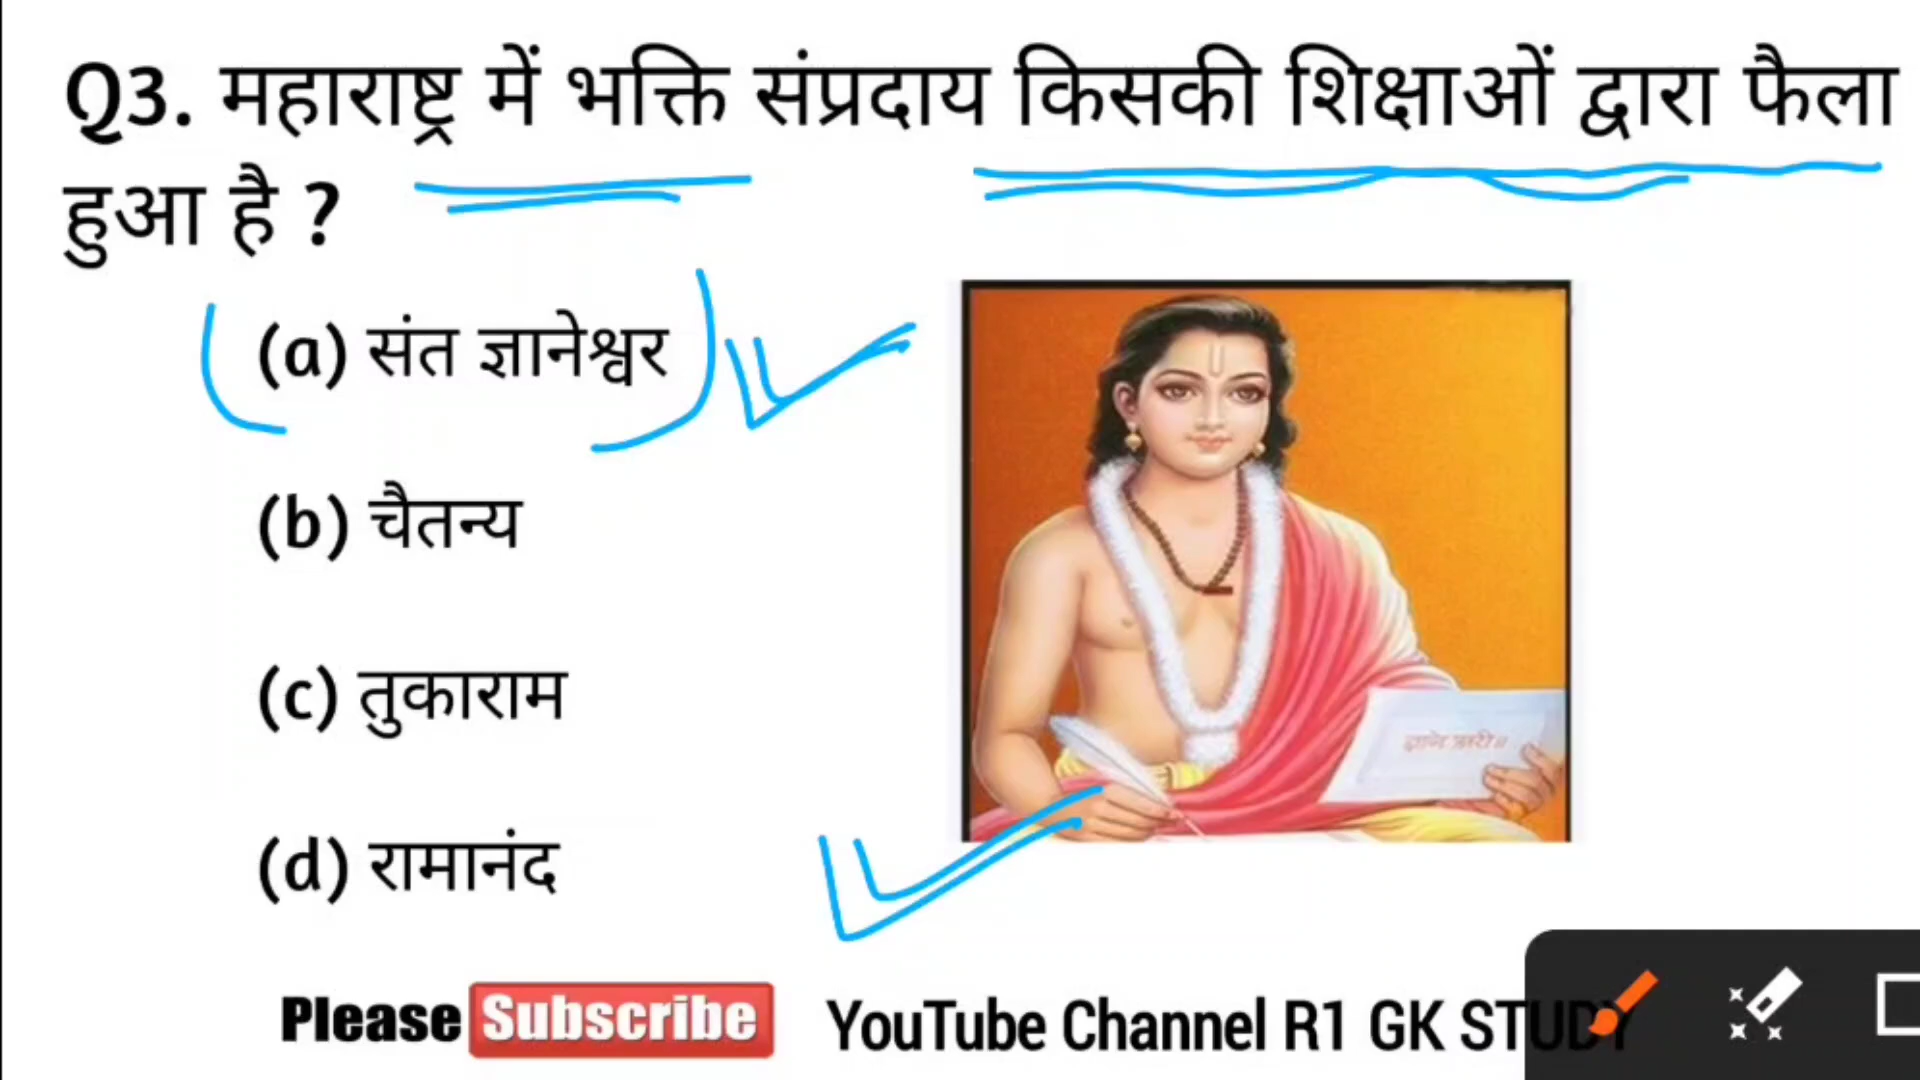 Q3. महाराष्ट्र में भक्ति संप्रदाय किसकी शिक्षाओं द्वारा फैला
हुआ है ?
(a) संत ज्ञानेश्वर
(b) चैतन्य
(c) तुकाराम
(d) रामानंद
Please Subscribe YouTube Channel R1 GK STUDY